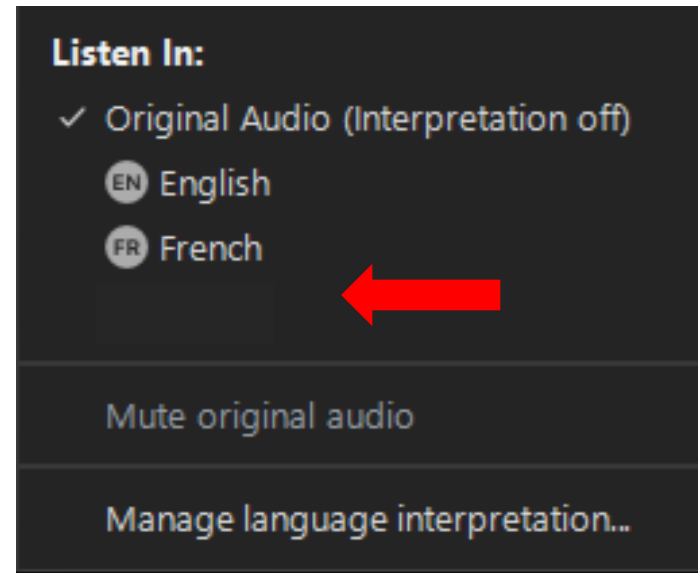 Listen In:
✓ Original Audio (Interpretation off)
EN English
FR French
Mute original audio
Manage language interpretation...